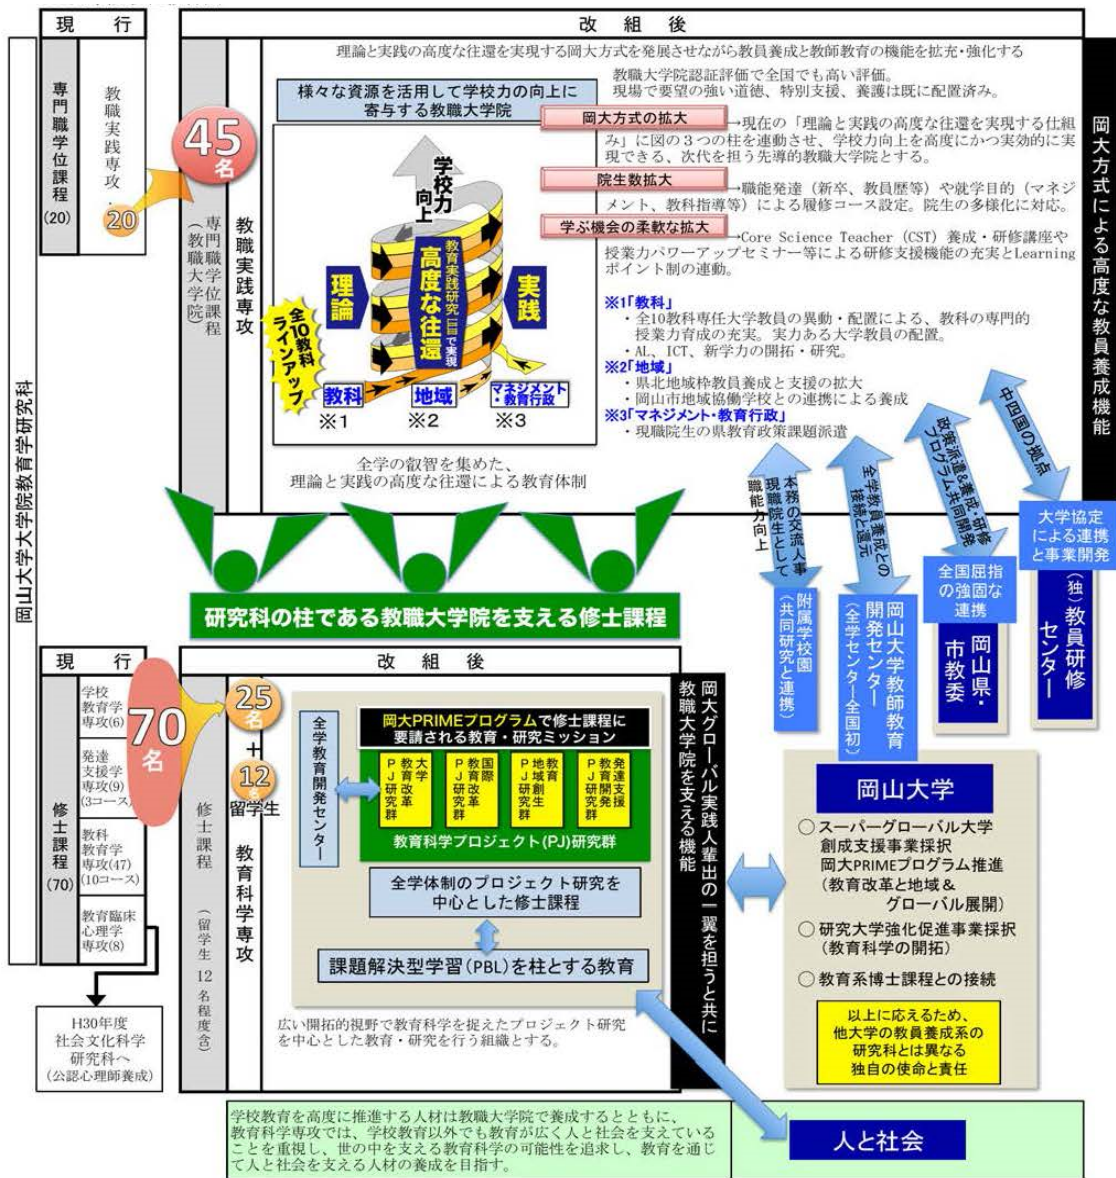 現 行
改 組 後
岡山大学大学院教育学研究科
専門職学位課程
(20)
教職実践専攻・
20
45
名
専門職学位課程
(教職大学院)
教職実践専攻
理論と実践の高度な往還を実現する岡大方式を発展させながら教員養成と教師教育の機能を拡充・強化する
様々な資源を活用して学校力の向上に
寄与する教職大学院
学校力
向上
理論
教育実践研究ⅠⅡⅢで実現
高度な往還
実践
全10教科
ラインアップ
教科
地域
マネジメント
・教育行政
※1
※2
※3
全学の叡智を集めた、
理論と実践の高度な往還による教育体制
教職大学院認証評価で全国でも高い評価。
現場で要望の強い道徳、特別支援、養護は既に配置済み。
岡大方式の拡大
→現在の「理論と実践の高度な往還を実現する仕組
み」に図の3つの柱を連動させ、学校力向上を高度にかつ実効的に実
現できる、次代を担う先導的教職大学院とする。
院生数拡大
→職能発達(新卒、教員歴等)や就学目的(マネジ
メント、教科指導等)による履修コース設定。院生の多様化に対応。
学ぶ機会の柔軟な拡大
→Core Science Teacher (CST) 養成・研修講座や
授業力パワーアップセミナー等による研修支援機能の充実とLearning
ポイント制の連動。
※1「教科」
・全10教科専任大学教員の異動・配置による、教科の専門的
授業力育成の充実。実力ある大学教員の配置。
・AL、ICT、新学力の開拓・研究。
※2「地域」
・県北地域枠教員養成と支援の拡大
・岡山市地域協働学校との連携による養成
※3「マネジメント・教育行政」
・現職院生の県教育政策課題派遣
岡大方式による高度な教員養成機能
本務の交流人事
現職院生として
職能力向上
全学教員養成との
接続と還元
政策派遣&養成・研修
プログラム共同開発
中四国の拠点
附属学校園
(共同研究と連携)
岡山大学教師教育
開発センター
(全学センター全国初)
全国屈指
の強固な
連携
岡山県・
市教委
大学協定
による連携
と事業開発
(独)教員研修
センター
研究科の柱である教職大学院を支える修士課程
現 行
改 組 後
修士課程
(70)
学校
教育学
専攻(6)
発達
支援学
専攻(9)
(3コース)
教科
教育学
専攻(47)
(10コース)
教育臨床
心理学
専攻(8)
70
名
H30年度
社会文化科学
研究科へ
(公認心理師養成)
25
名
+
12
名
留学生
修士課程
(留学生12名程度含)
教育科学専攻
全学教育開発センター
岡大PRIMEプログラムで修士課程に
要請される教育・研究ミッション
大学
教育改革
PJ研究群
国際
教育改革
PJ研究群
教育
地域創生
PJ研究群
発達支援
教育開発
PJ研究群
教育科学プロジェクト(PJ)研究群
全学体制のプロジェクト研究を
中心とした修士課程
課題解決型学習(PBL)を柱とする教育
広い開拓的視野で教育科学を捉えたプロジェクト研究
を中心とした教育・研究を行う組織とする。
岡大グローバル実践人輩出の一翼を担うと共に
教職大学院を支える機能
岡山大学
○スーパーグローバル大学
創成支援事業採択
岡大PRIMEプログラム推進
(教育改革と地域&
グローバル展開)
○研究大学強化促進事業採択
(教育科学の開拓)
○教育系博士課程との接続
以上に応えるため、
他大学の教員養成系の
研究科とは異なる
独自の使命と責任
学校教育を高度に推進する人材は教職大学院で養成するとともに、
教育科学専攻では、学校教育以外でも教育が広く人と社会を支えている
ことを重視し、世の中を支える教育科学の可能性を追求し、教育を通じ
て人と社会を支える人材の養成を目指す。
人と社会